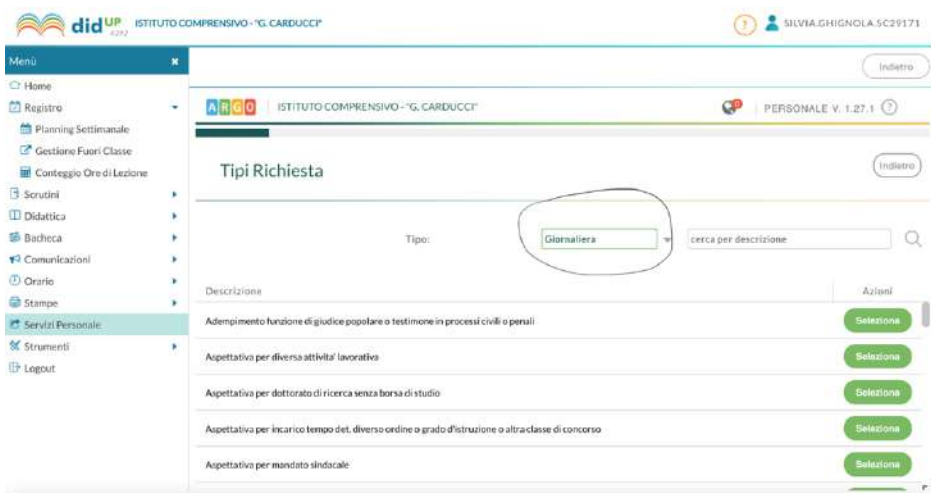 didUP 4.29.2 ISTITUTO COMPRENSIVO - "G. CARDUCCI" ? SILVIA.GHIGNOLA.SC29171
Menù
Indietro
Home
Registro
Planning Settimanale
Gestione Fuori Classe
Conteggio Ore di Lezione
Scrutini
Didattica
Bacheca
Comunicazioni
Orario
Stampe
Servizi Personale
Strumenti
Logout
ARGO ISTITUTO COMPRENSIVO - "G. CARDUCCI" 0 PERSONALE V. 1.27.1 ?
Tipi Richiesta Indietro
Tipo: Giornaliera cerca per descrizione
Descrizione Azioni
Adempimento funzione di giudice popolare o testimone in processi civili o penali Seleziona
Aspettativa per diversa attivita' lavorativa Seleziona
Aspettativa per dottorato di ricerca senza borsa di studio Seleziona
Aspettativa per incarico tempo det. diverso ordine o grado d'istruzione o altra classe di concorso Seleziona
Aspettativa per mandato sindacale Seleziona